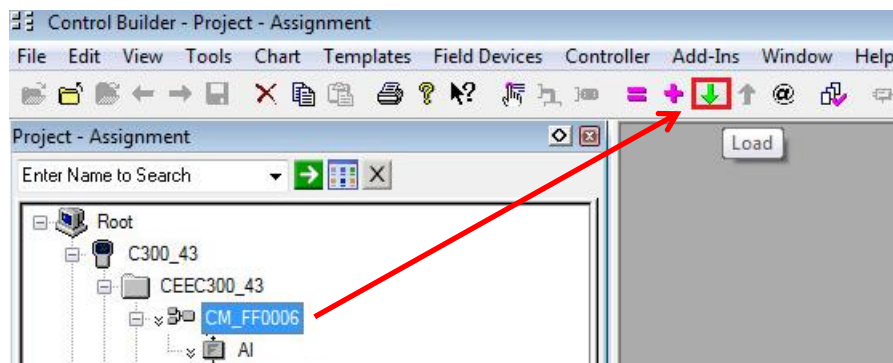 Control Builder - Project - Assignment
File Edit View Tools Chart Templates Field Devices Controller Add-Ins Window Help
Project - Assignment
Load
Enter Name to Search
Root
C300_43
CEEC300_43
CM_FF0006
AI